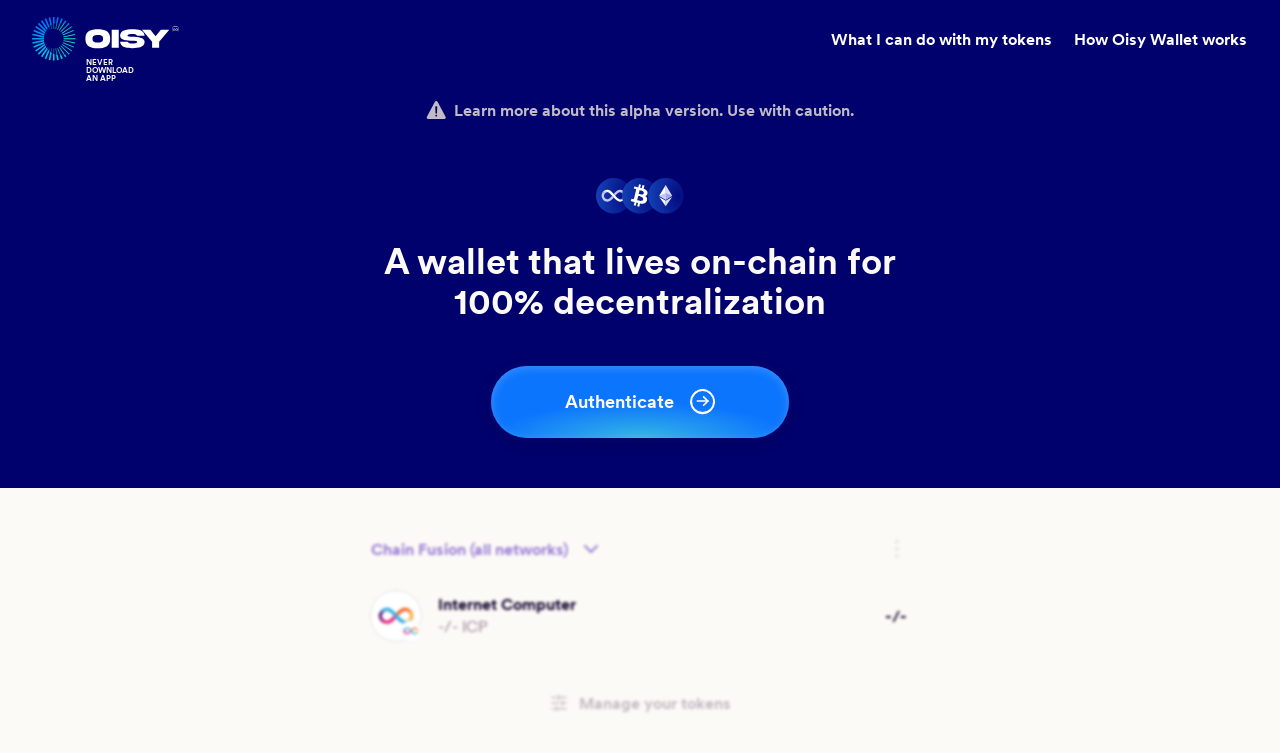 OISY
What I can do with my tokens
How Oisy Wallet works
NEVER
DOWNLOAD
AN APP
Learn more about this alpha version. Use with caution.
A wallet that lives on-chain for
100% decentralization
Authenticate
Chain Fusion (all networks)
Internet Computer
-/- ICP
-/-
Manage your tokens